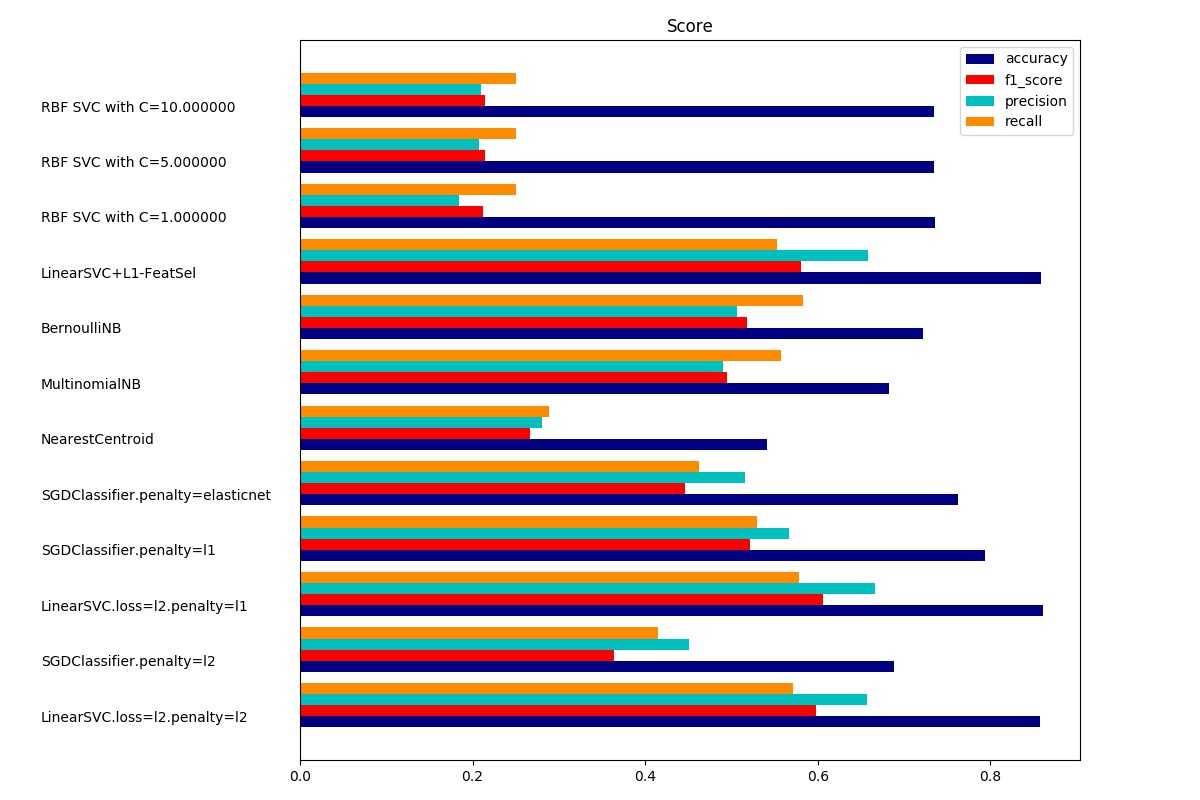 Score
accuracy
f1_score
precision
recall
RBF SVC with C=10.000000
RBF SVC with C=5.000000
RBF SVC with C=1.000000
LinearSVC+L1-FeatSel
BernoulliNB
MultinomialNB
NearestCentroid
SGDClassifier.penalty=elasticnet
SGDClassifier.penalty=l1
LinearSVC.loss=l2.penalty=l1
SGDClassifier.penalty=l2
LinearSVC.loss=l2.penalty=l2
0.0 0.2 0.4 0.6 0.8